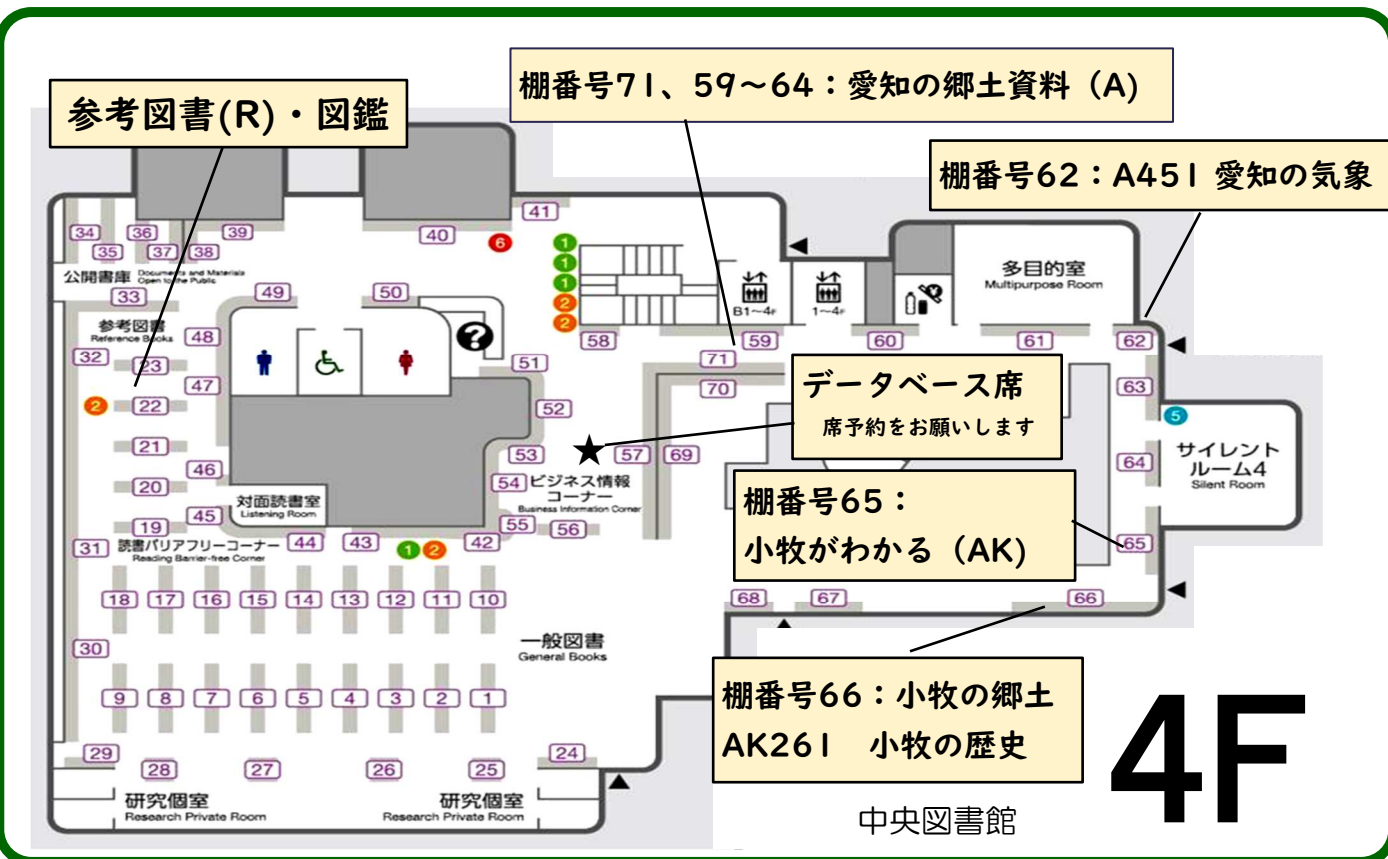 参考図書(R)・図鑑
棚番号71、59～64：愛知の郷土資料（A）
棚番号62：A451 愛知の気象
41
34
36
39
40
6
1
35
37
38
1
公開書庫 Documents and Materials Open to the Public
1
多目的室
Multipurpose Room
33
49
50
2
B1～4F
1～4F
参考図書
Reference Books
48
?
2
58
59
60
61
62
32
23
51
71
63
47
70
データベース席
席予約をお願いします
2
22
52
5
21
53
57
69
サイレント
ルーム4
Silent Room
46
64
20
54
ビジネス情報
コーナー
Business Information Corner
対面読書室
Listening Room
棚番号65：
小牧がわかる（AK）
45
19
55
56
31
読書バリアフリーコーナー
Reading Barrier-free Corner
44
43
1
2
42
65
18
17
16
15
14
13
12
11
10
68
67
66
一般図書
General Books
30
9
8
7
6
5
4
3
2
1
棚番号66：小牧の郷土
AK261 小牧の歴史
29
24
28
27
26
25
研究個室
Research Private Room
研究個室
Research Private Room
4F
中央図書館